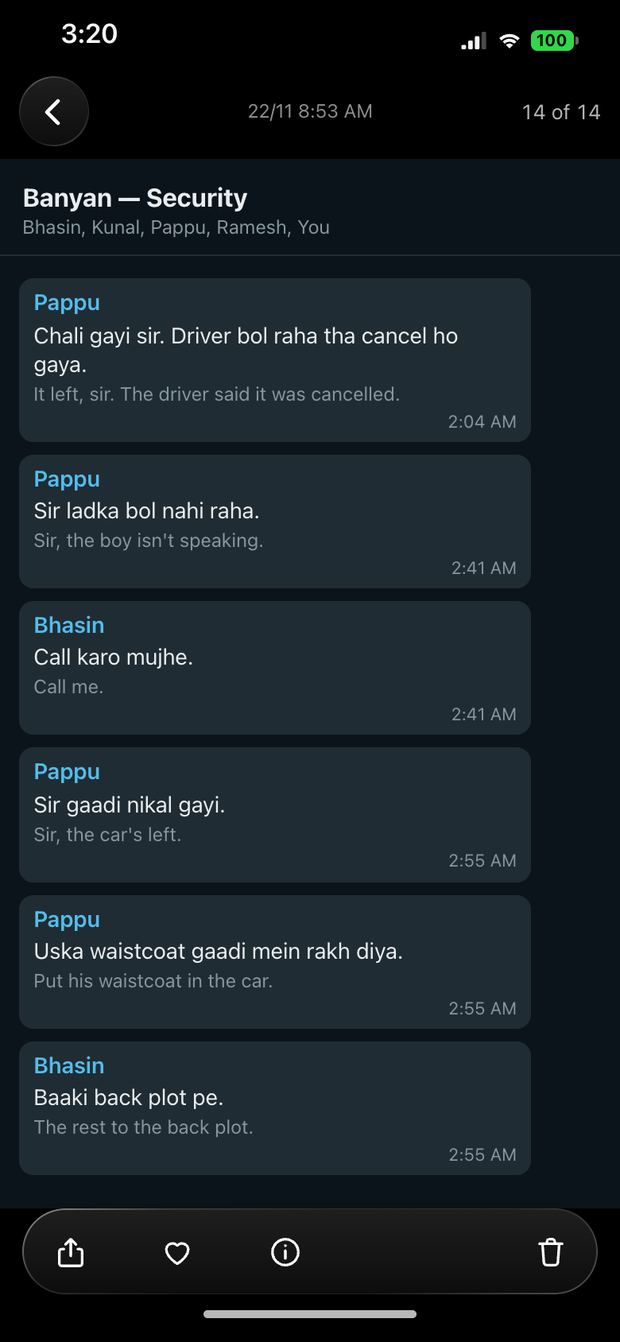 3:20
100
22/11 8:53 AM
14 of 14
Banyan — Security
Bhasin, Kunal, Pappu, Ramesh, You
Pappu
Chali gayi sir. Driver bol raha tha cancel ho
gaya.
It left, sir. The driver said it was cancelled.
2:04 AM
Pappu
Sir ladka bol nahi raha.
Sir, the boy isn't speaking.
2:41 AM
Bhasin
Call karo mujhe.
Call me.
2:41 AM
Pappu
Sir gaadi nikal gayi.
Sir, the car's left.
2:55 AM
Pappu
Uska waistcoat gaadi mein rakh diya.
Put his waistcoat in the car.
2:55 AM
Bhasin
Baaki back plot pe.
The rest to the back plot.
2:55 AM